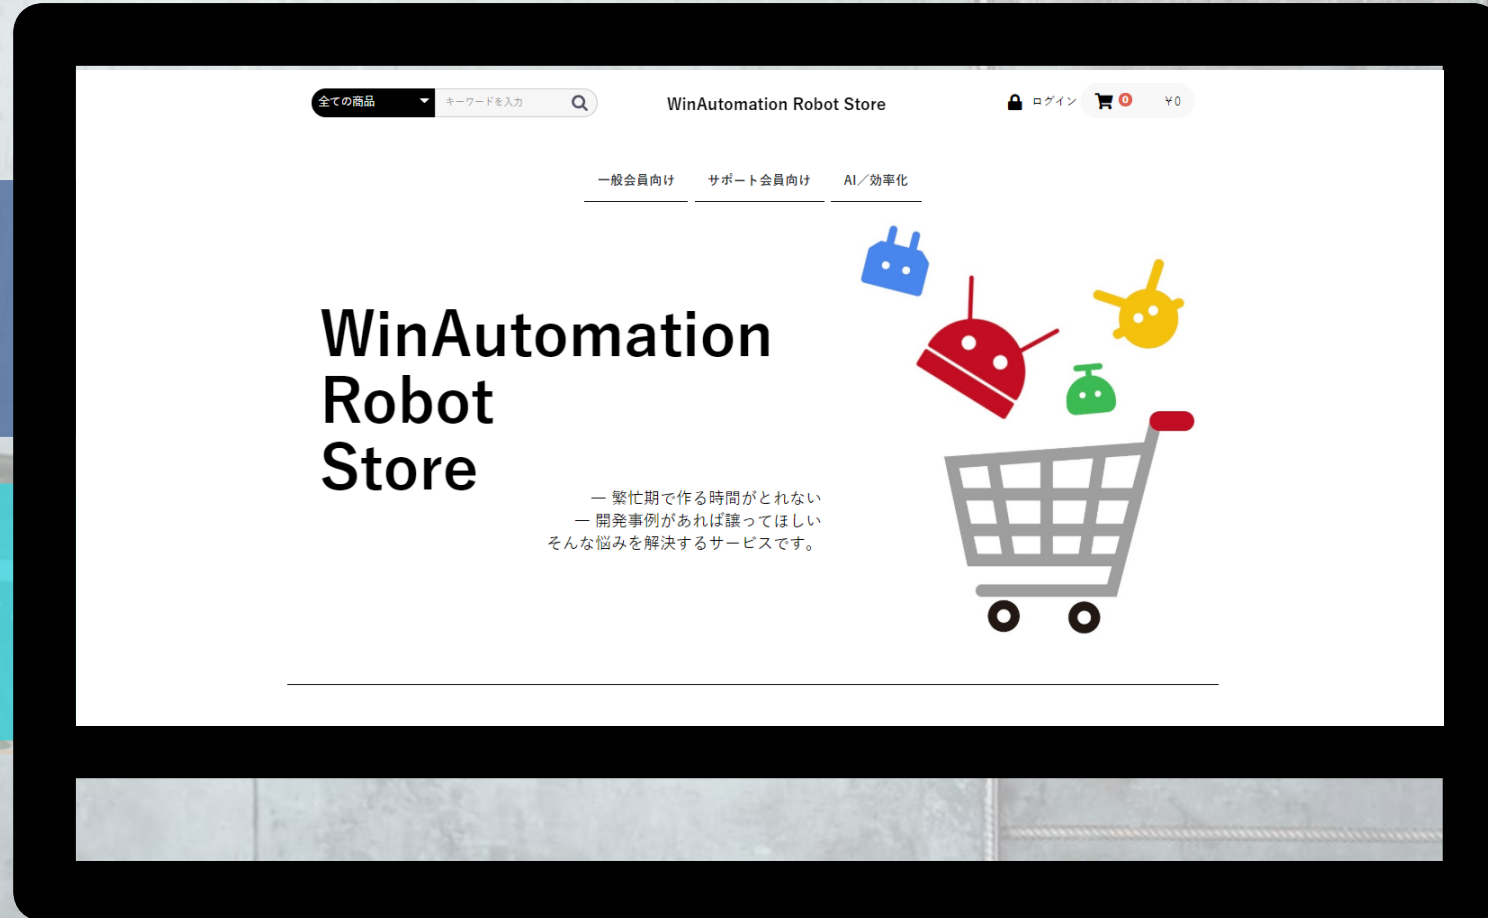 全ての商品
キーワードを入力
WinAutomation Robot Store
ログイン
0
¥0
一般会員向け
サポート会員向け
AI／効率化
WinAutomation
Robot
Store
— 繁忙期で作る時間がとれない
— 開発事例があれば譲ってほしい
そんな悩みを解決するサービスです。